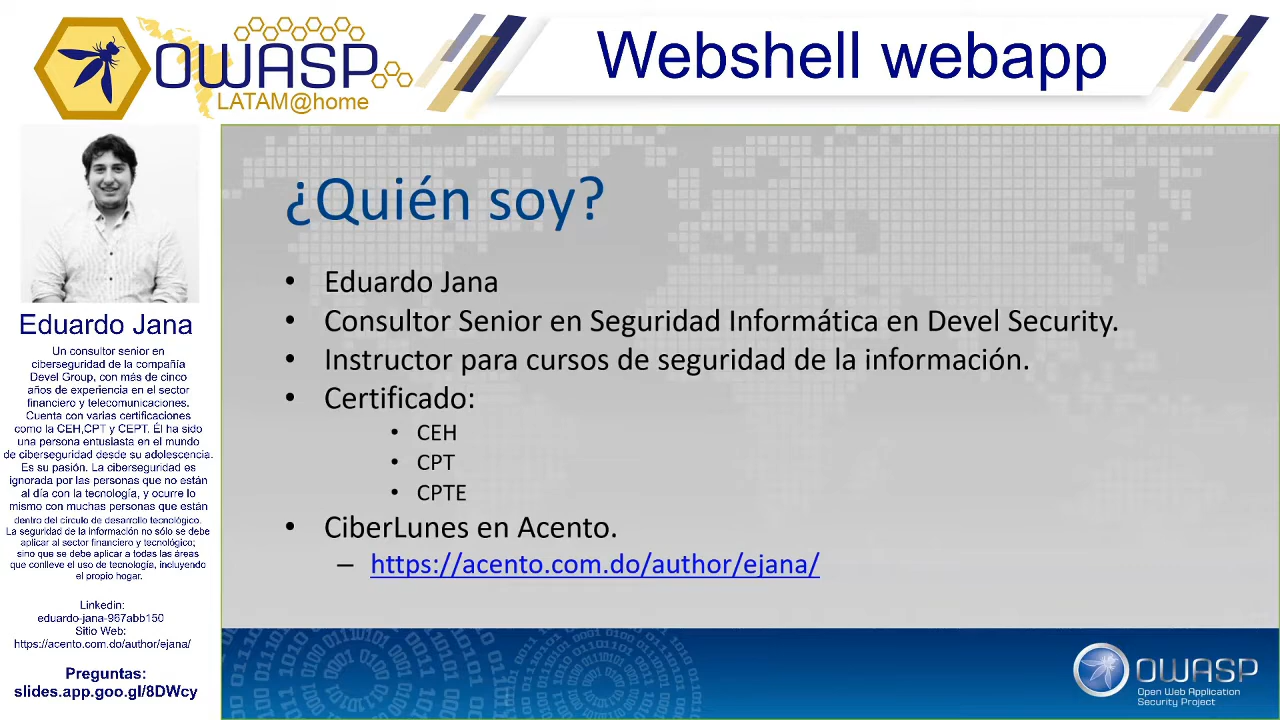 OWASP
LATAM@home
Webshell webapp
Eduardo Jana
Un consultor senior en
ciberseguridad de la compañía
Devel Group, con más de cinco
años de experiencia en el sector
financiero y telecomunicaciones.
Cuenta con varias certificaciones
como la CEH,CPT y CEPT. Él ha sido
una persona entusiasta en el mundo
de ciberseguridad desde su adolescencia.
Es su pasión. La ciberseguridad es
ignorada por las personas que no están
al día con la tecnología, y ocurre lo
mismo con muchas personas que están
dentro del circulo de desarrollo tecnológico.
La seguridad de la información no sólo se debe
aplicar al sector financiero y tecnológico;
sino que se debe aplicar a todas las áreas
que conlleve el uso de tecnología, incluyendo
el propio hogar.
Linkedin:
eduardo-jana-967abb150
Sitio Web:
https://acento.com.do/author/ejana/
Preguntas:
slides.app.goo.gl/8DWcy
¿Quién soy?
• Eduardo Jana
• Consultor Senior en Seguridad Informática en Devel Security.
• Instructor para cursos de seguridad de la información.
• Certificado:
• CEH
• CPT
• CPTE
• CiberLunes en Acento.
– https://acento.com.do/author/ejana/
OWASP
Open Web Application
Security Project